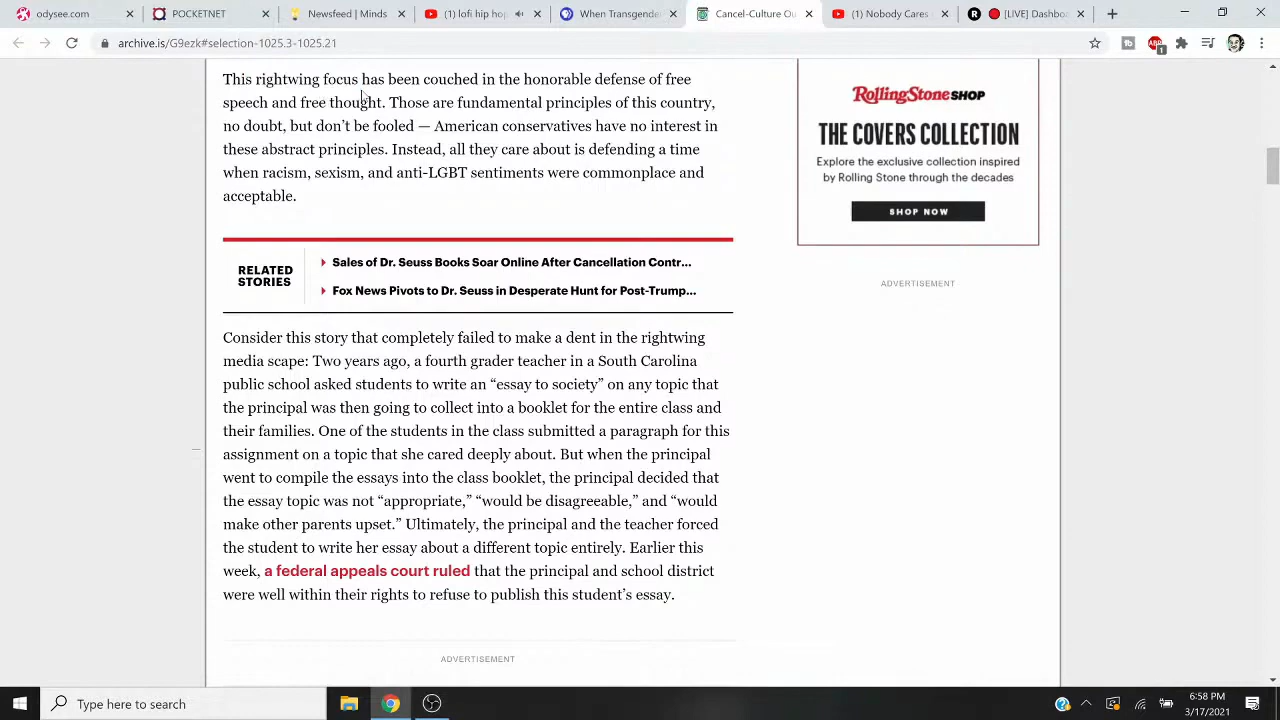 odysee.com
POCKETNET
Newsfeed | Minds
(1) lofi hip hop
When Transgende
Cancel-Culture Ou
(1) Nobody Cares:
[LIVE] Dashbo
archive.is/G9ezk#selection-1025.3-1025.21
This rightwing focus has been couched in the honorable defense of free
speech and free thought. Those are fundamental principles of this country,
no doubt, but don't be fooled — American conservatives have no interest in
these abstract principles. Instead, all they care about is defending a time
when racism, sexism, and anti-LGBT sentiments were commonplace and
acceptable.
RELATED
STORIES
Sales of Dr. Seuss Books Soar Online After Cancellation Contr...
Fox News Pivots to Dr. Seuss in Desperate Hunt for Post-Trump...
Consider this story that completely failed to make a dent in the rightwing
media scape: Two years ago, a fourth grader teacher in a South Carolina
public school asked students to write an “essay to society” on any topic that
the principal was then going to collect into a booklet for the entire class and
their families. One of the students in the class submitted a paragraph for this
assignment on a topic that she cared deeply about. But when the principal
went to compile the essays into the class booklet, the principal decided that
the essay topic was not “appropriate,” “would be disagreeable,” and “would
make other parents upset.” Ultimately, the principal and the teacher forced
the student to write her essay about a different topic entirely. Earlier this
week, a federal appeals court ruled that the principal and school district
were well within their rights to refuse to publish this student's essay.
ADVERTISEMENT
RollingStone SHOP
THE COVERS COLLECTION
Explore the exclusive collection inspired
by Rolling Stone through the decades
SHOP NOW
ADVERTISEMENT
Type here to search
6:58 PM
3/17/2021